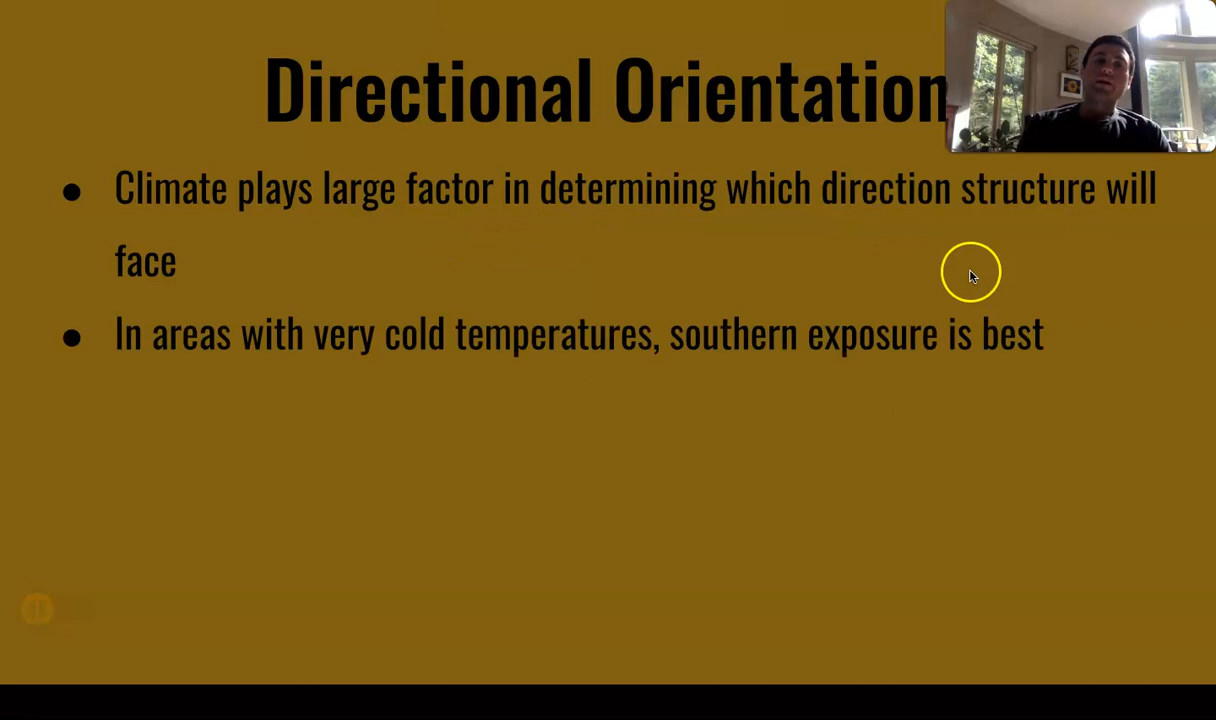 Directional Orientation
● Climate plays large factor in determining which direction structure will
face
● In areas with very cold temperatures, southern exposure is best